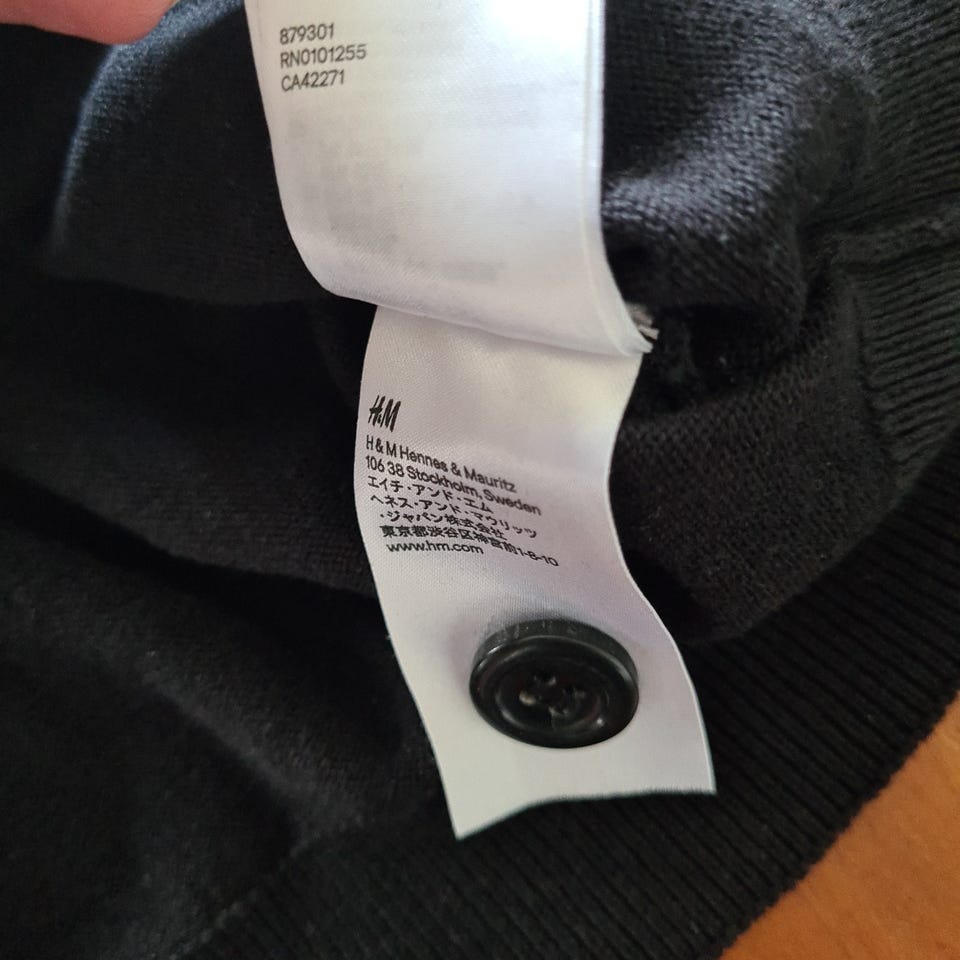 879301
RN0101255
CA42271
H&M
H & M Hennes & Mauritz
106 38 Stockholm, Sweden
エイチ・アンド・エム
ヘネス・アンド・マウリッツ
・ジャパン株式会社
東京都渋谷区神宮前1-8-10
www.hm.com